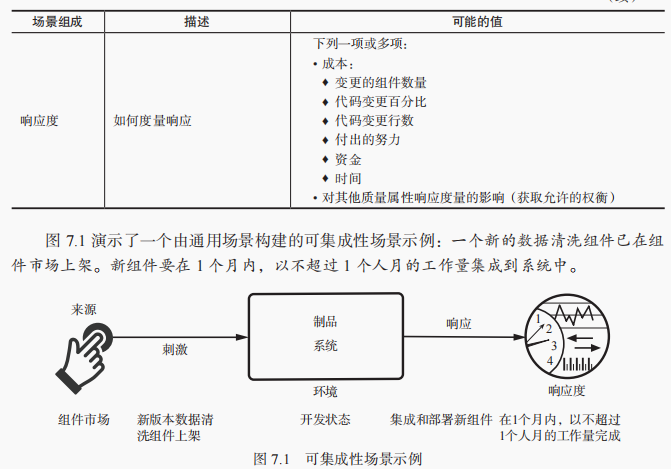 场景组成 描述 可能的值
下列一项或多项：
• 成本：
♦ 变更的组件数量
♦ 代码变更百分比
♦ 代码变更行数
响应度 如何度量响应
♦ 付出的努力
♦ 资金
♦ 时间
• 对其他质量属性响应度量的影响（获取允许的权衡）
图 7.1 演示了一个由通用场景构建的可集成性场景示例：一个新的数据清洗组件已在组
件市场上架。新组件要在 1 个月内，以不超过 1 个人月的工作量集成到系统中。
来源
刺激
制品
系统
环境
响应
1
2
3
4
响应度
组件市场 新版本数据清 开发状态 集成和部署新组件 在1个月内，以不超过
洗组件上架 1个人月的工作量完成
图 7.1 可集成性场景示例